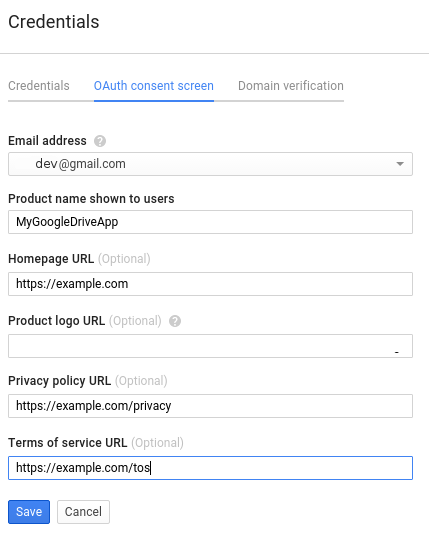 Credentials
Credentials OAuth consent screen Domain verification
Email address ?
dev@gmail.com
Product name shown to users
MyGoogleDriveApp
Homepage URL (Optional)
https://example.com
Product logo URL (Optional) ?
-
Privacy policy URL (Optional)
https://example.com/privacy
Terms of service URL (Optional)
https://example.com/tos
Save Cancel